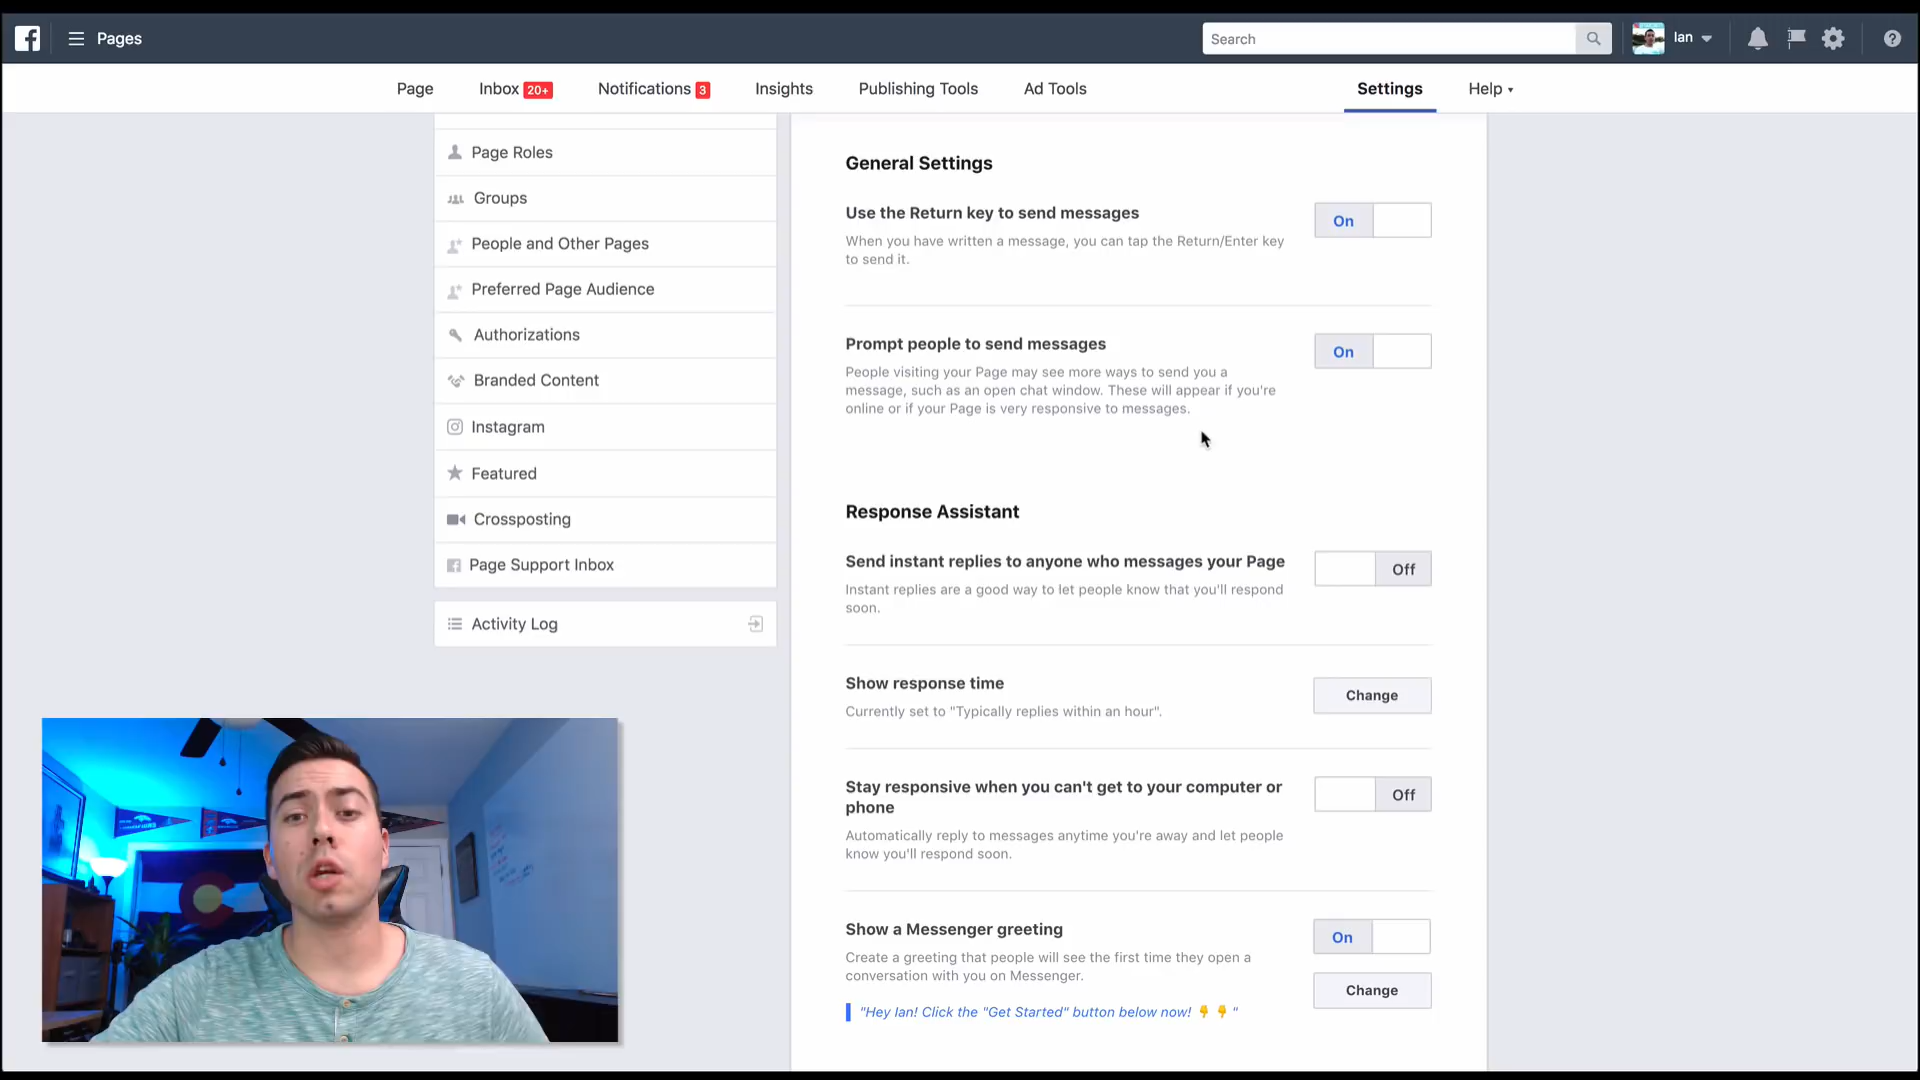 Pages
Search
Ian
Page
Inbox 20+
Notifications 3
Insights
Publishing Tools
Ad Tools
Settings
Help
Page Roles
Groups
People and Other Pages
Preferred Page Audience
Authorizations
Branded Content
Instagram
Featured
Crossposting
Page Support Inbox
Activity Log
General Settings
Use the Return key to send messages
On
When you have written a message, you can tap the Return/Enter key
to send it.
Prompt people to send messages
On
People visiting your Page may see more ways to send you a
message, such as an open chat window. These will appear if you're
online or if your Page is very responsive to messages.
Response Assistant
Send instant replies to anyone who messages your Page
Off
Instant replies are a good way to let people know that you'll respond
soon.
Show response time
Change
Currently set to "Typically replies within an hour".
Stay responsive when you can't get to your computer or
phone
Off
Automatically reply to messages anytime you're away and let people
know you'll respond soon.
Show a Messenger greeting
On
Create a greeting that people will see the first time they open a
conversation with you on Messenger.
Change
"Hey Ian! Click the "Get Started" button below now! 👇 👇 "